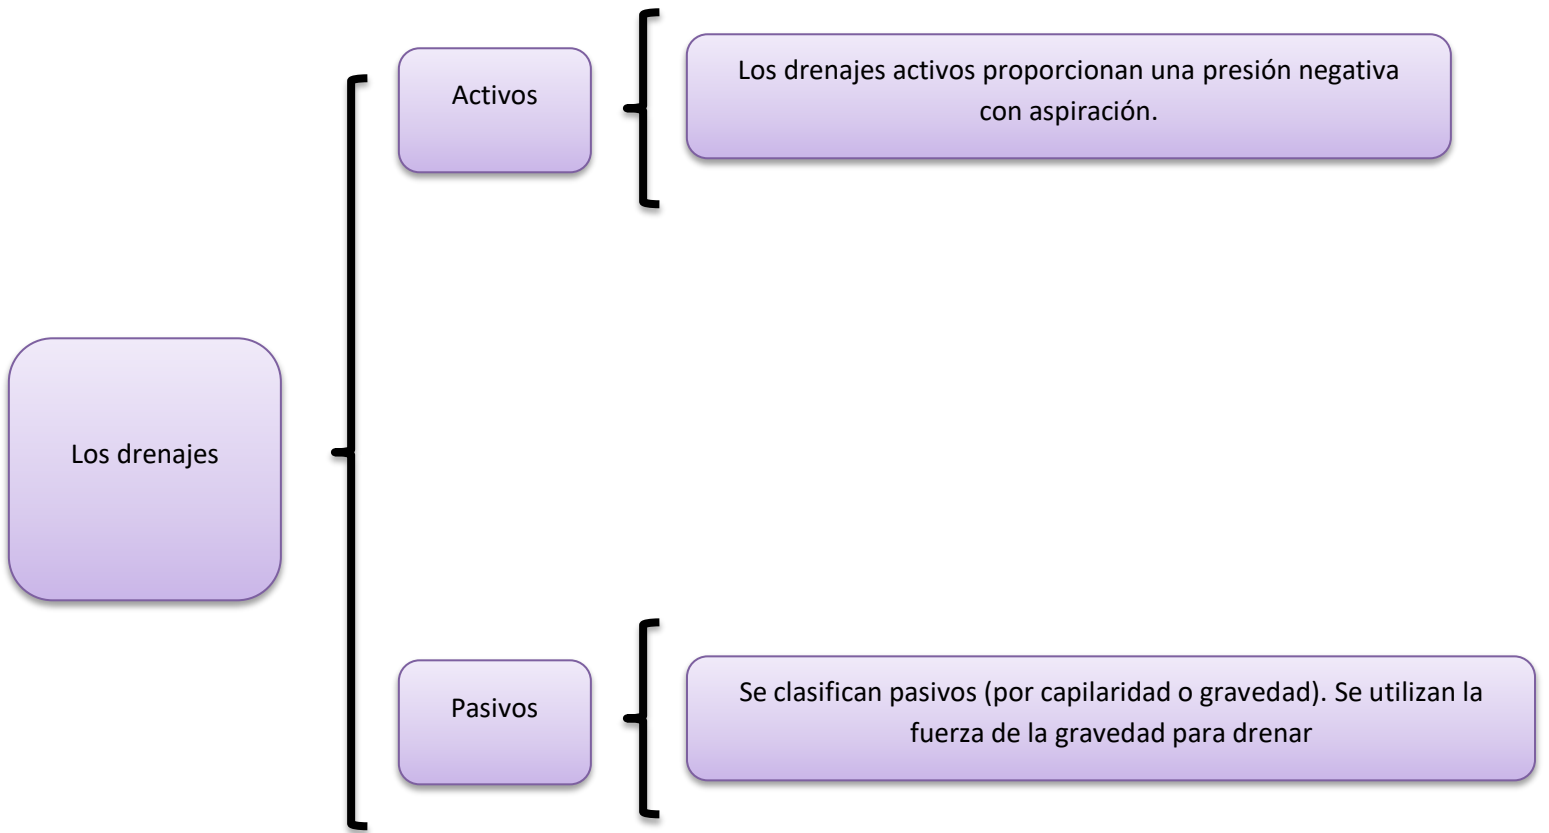 Los drenajes
Activos
Los drenajes activos proporcionan una presión negativa
con aspiración.
Pasivos
Se clasifican pasivos (por capilaridad o gravedad). Se utilizan la
fuerza de la gravedad para drenar